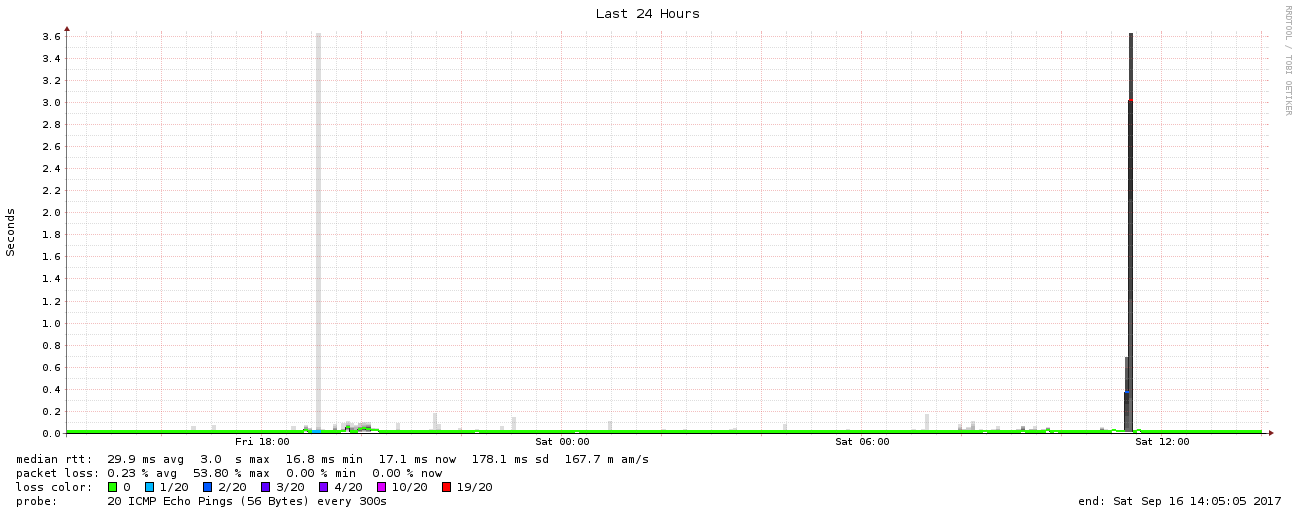 Last 24 Hours
RRDTOOL / TOBI OETIKER
Seconds
3.6
3.4
3.2
3.0
2.8
2.6
2.4
2.2
2.0
1.8
1.6
1.4
1.2
1.0
0.8
0.6
0.4
0.2
0.0
Fri 18:00 Sat 00:00 Sat 06:00 Sat 12:00
median rtt: 29.9 ms avg 3.0 s max 16.8 ms min 17.1 ms now 178.1 ms sd 167.7 m am/s
packet loss: 0.23 % avg 53.80 % max 0.00 % min 0.00 % now
loss color: 0 1/20 2/20 3/20 4/20 10/20 19/20
probe: 20 ICMP Echo Pings (56 Bytes) every 300s end: Sat Sep 16 14:05:05 2017